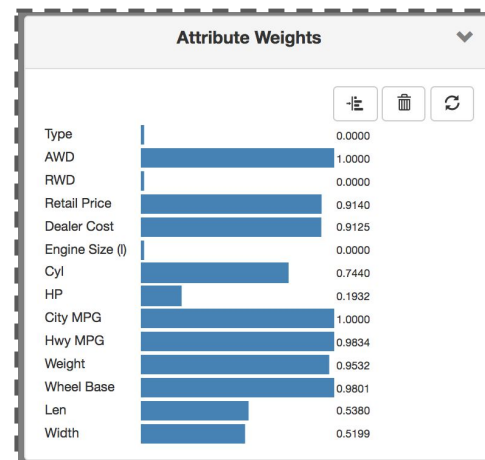 Attribute Weights
Type 0.0000
AWD 1.0000
RWD 0.0000
Retail Price 0.9140
Dealer Cost 0.9125
Engine Size (l) 0.0000
Cyl 0.7440
HP 0.1932
City MPG 1.0000
Hwy MPG 0.9834
Weight 0.9532
Wheel Base 0.9801
Len 0.5380
Width 0.5199